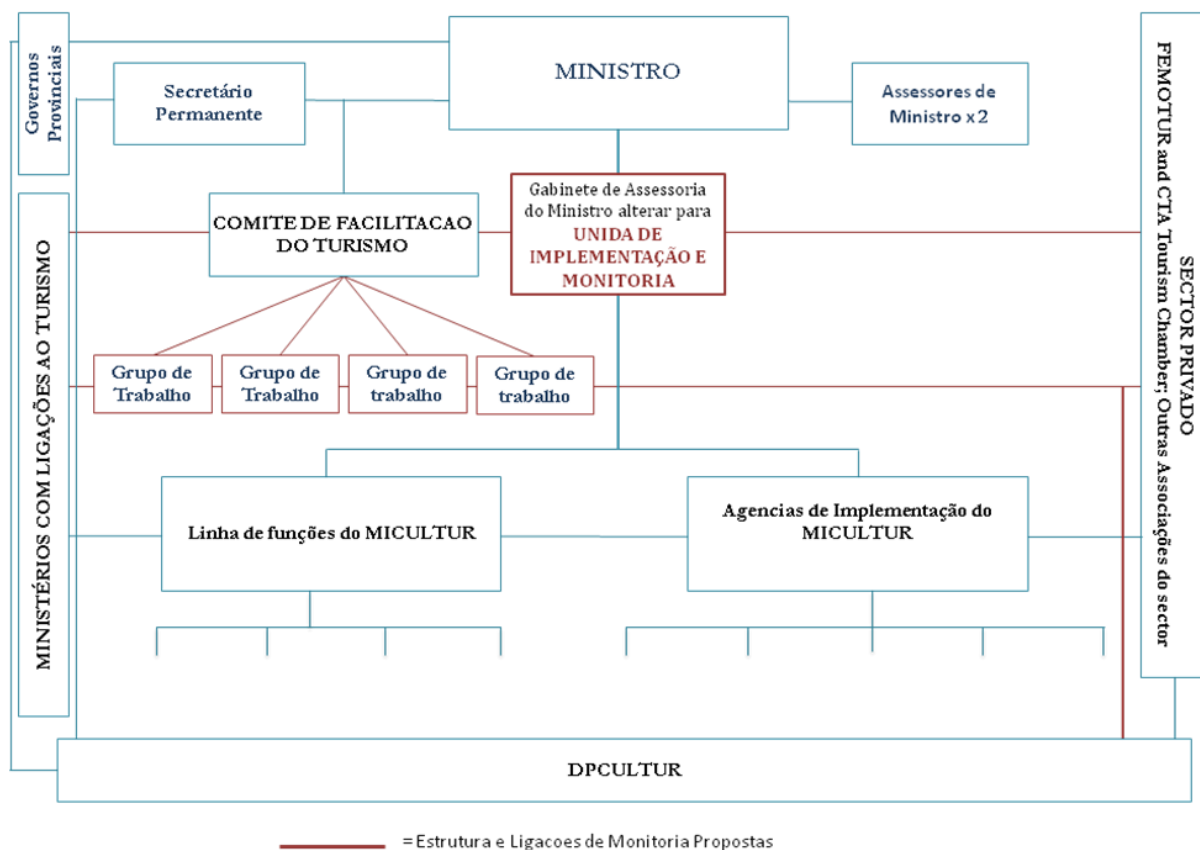 Governos
Provinciais
MINISTRO
Secretário
Permanente
Assessores de
Ministro x2
COMITE DE FACILITACAO
DO TURISMO
Gabinete de Assessoria
do Ministro alterar para
UNIDA DE
IMPLEMENTAÇÃO E
MONITORIA
Grupo de
Trabalho
Grupo de
Trabalho
Grupo de
trabalho
Grupo de
trabalho
MINISTÉRIOS COM LIGAÇÕES AO TURISMO
SECTOR PRIVADO
FEMOTUR and CTA Tourism Chamber; Outras Associações do sector
Linha de funções do MICULTUR
Agencias de Implementação do
MICULTUR
DPCULTUR
= Estrutura e Ligacoes de Monitoria Propostas